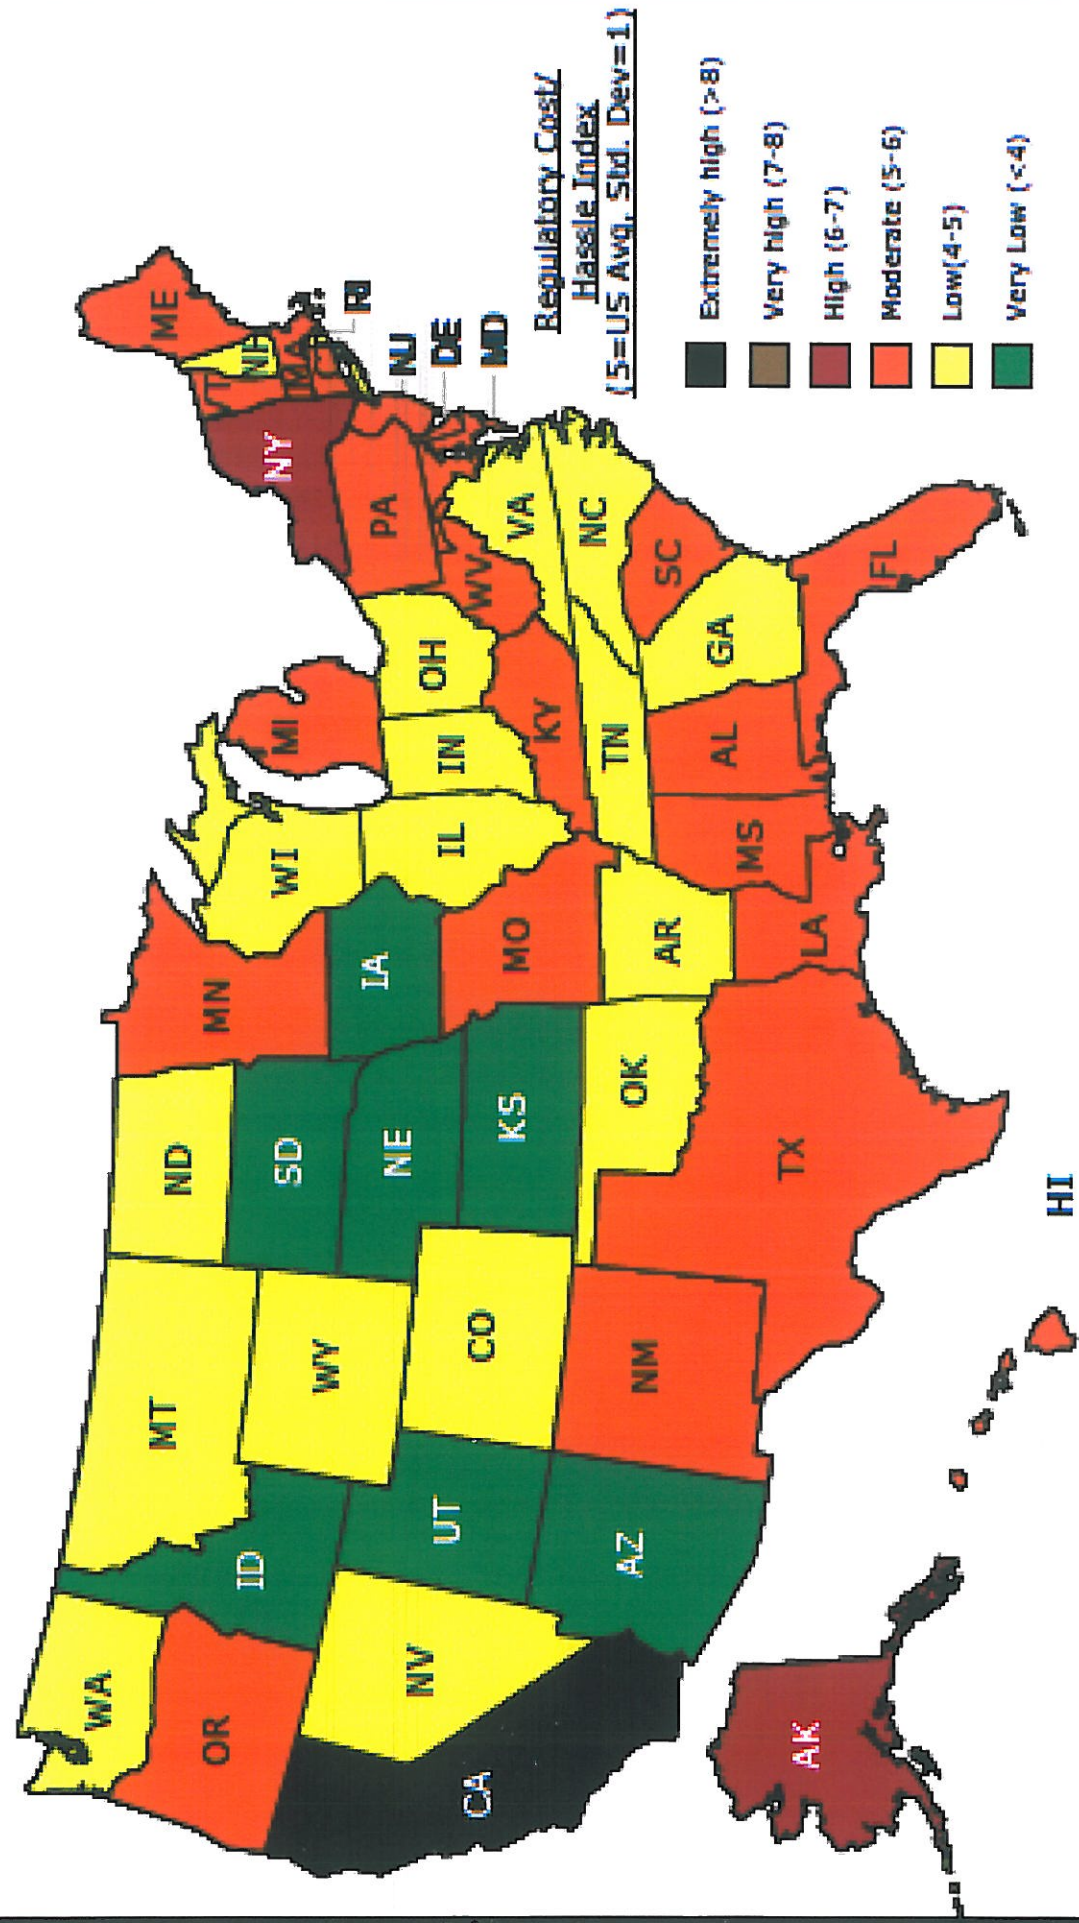 WA
OR
CA
NV
ID
MT
WY
UT
AZ
CO
NM
ND
SD
NE
KS
OK
TX
MN
IA
MO
AR
LA
WI
IL
MS
MI
IN
OH
KY
TN
AL
GA
FL
SC
NC
VA
WV
PA
NY
ME
NH
MA
RI
NJ
DE
MD
AK
HI
Regulatory Cost/
Hassle Index
(5=US Avg, Std. Dev=1)
Extremely high (>8)
Very high (7-8)
High (6-7)
Moderate (5-6)
Low(4-5)
Very Low (<4)